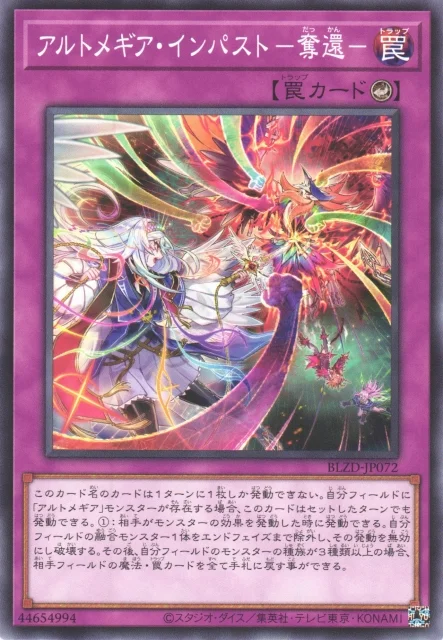 アルトメギア・インパスト－奪還－
だっ かん
罠
トラップ
【罠カード】
トラップ
BLZD-JP072
このカード名のカードは1ターンに1枚しか発動できない。自分フィールドに
「アルトメギア」モンスターが存在する場合、このカードはセットしたターンでも
発動できる。①：相手がモンスターの効果を発動した時に発動できる。自分
フィールドの融合モンスター1体をエンドフェイズまで除外し、その発動を無効
にし破壊する。その後、自分フィールドのモンスターの種族が3種類以上の場合、
相手フィールドの魔法・罠カードを全て手札に戻す事ができる。
44654994
©スタジオ・ダイス／集英社・テレビ東京・KONAMI